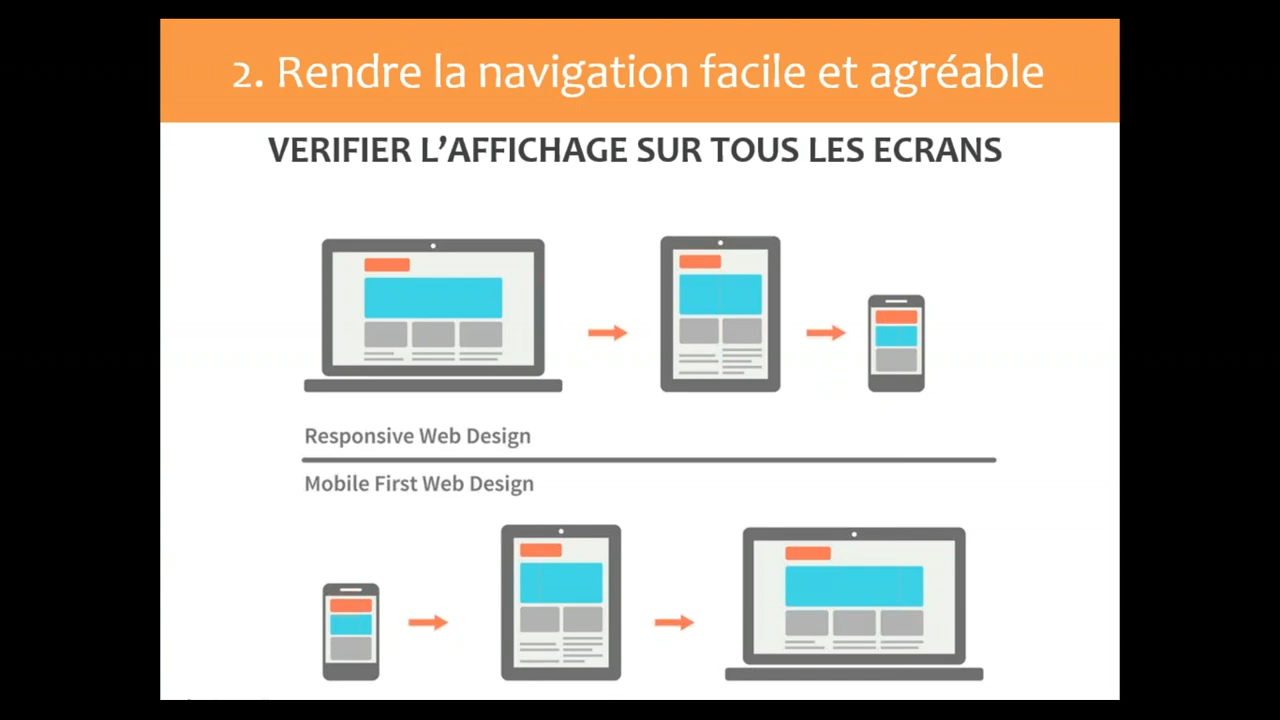 2. Rendre la navigation facile et agréable
VERIFIER L’AFFICHAGE SUR TOUS LES ECRANS
Responsive Web Design
Mobile First Web Design